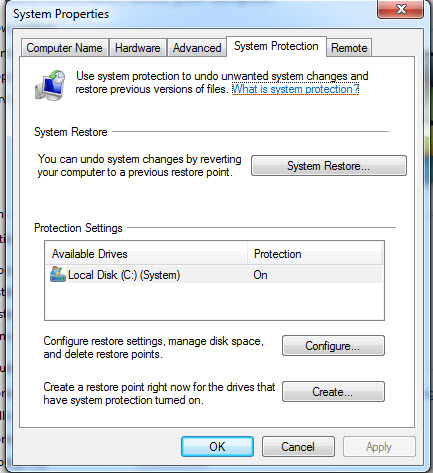 System Properties
Computer Name Hardware Advanced System Protection Remote
Use system protection to undo unwanted system changes and
restore previous versions of files. What is system protection?
System Restore
You can undo system changes by reverting
your computer to a previous restore point.
System Restore...
Protection Settings
Available Drives Protection
Local Disk (C:) (System) On
Configure restore settings, manage disk space,
and delete restore points.
Configure...
Create a restore point right now for the drives that
have system protection turned on.
Create...
OK Cancel Apply